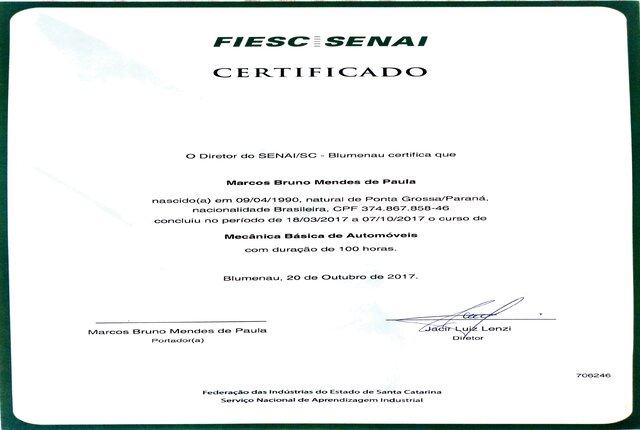 FIESC SENAI
CERTIFICADO
O Diretor do SENAI/SC - Blumenau certifica que
Marcos Bruno Mendes de Paula
nascido(a) em 09/04/1990, natural de Ponta Grossa/Paraná,
nacionalidade Brasileira, CPF 374.867.858-46
concluiu no período de 18/03/2017 a 07/10/2017 o curso de
Mecânica Básica de Automóveis
com duração de 100 horas.
Blumenau, 20 de Outubro de 2017.
Marcos Bruno Mendes de Paula
Portador(a)
Jacir Luiz Lenzi
Diretor
706246
Federação das Indústrias do Estado de Santa Catarina
Serviço Nacional de Aprendizagem Industrial